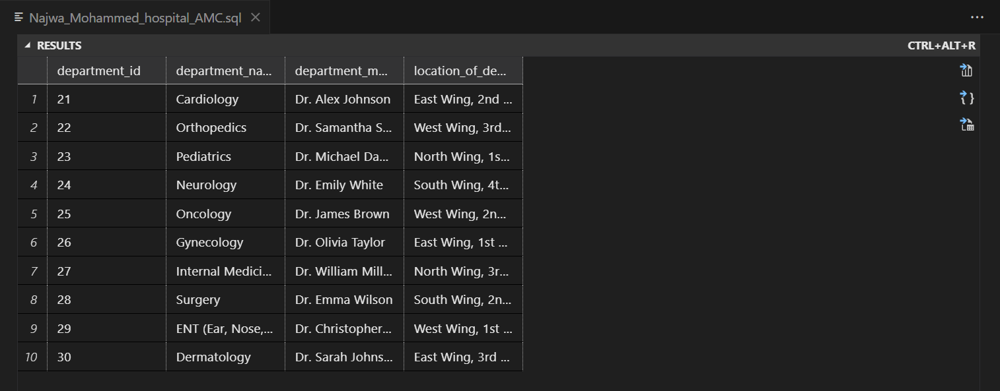 Najwa_Mohammed_hospital_AMC.sql
RESULTS CTRL+ALT+R
department_id department_na... department_m... location_of_de...
1 21 Cardiology Dr. Alex Johnson East Wing, 2nd ...
2 22 Orthopedics Dr. Samantha S... West Wing, 3rd...
3 23 Pediatrics Dr. Michael Da... North Wing, 1s...
4 24 Neurology Dr. Emily White South Wing, 4t...
5 25 Oncology Dr. James Brown West Wing, 2n...
6 26 Gynecology Dr. Olivia Taylor East Wing, 1st ...
7 27 Internal Medici... Dr. William Mill... North Wing, 3r...
8 28 Surgery Dr. Emma Wilson South Wing, 2n...
9 29 ENT (Ear, Nose,... Dr. Christopher... West Wing, 1st ...
10 30 Dermatology Dr. Sarah Johns... East Wing, 3rd ...